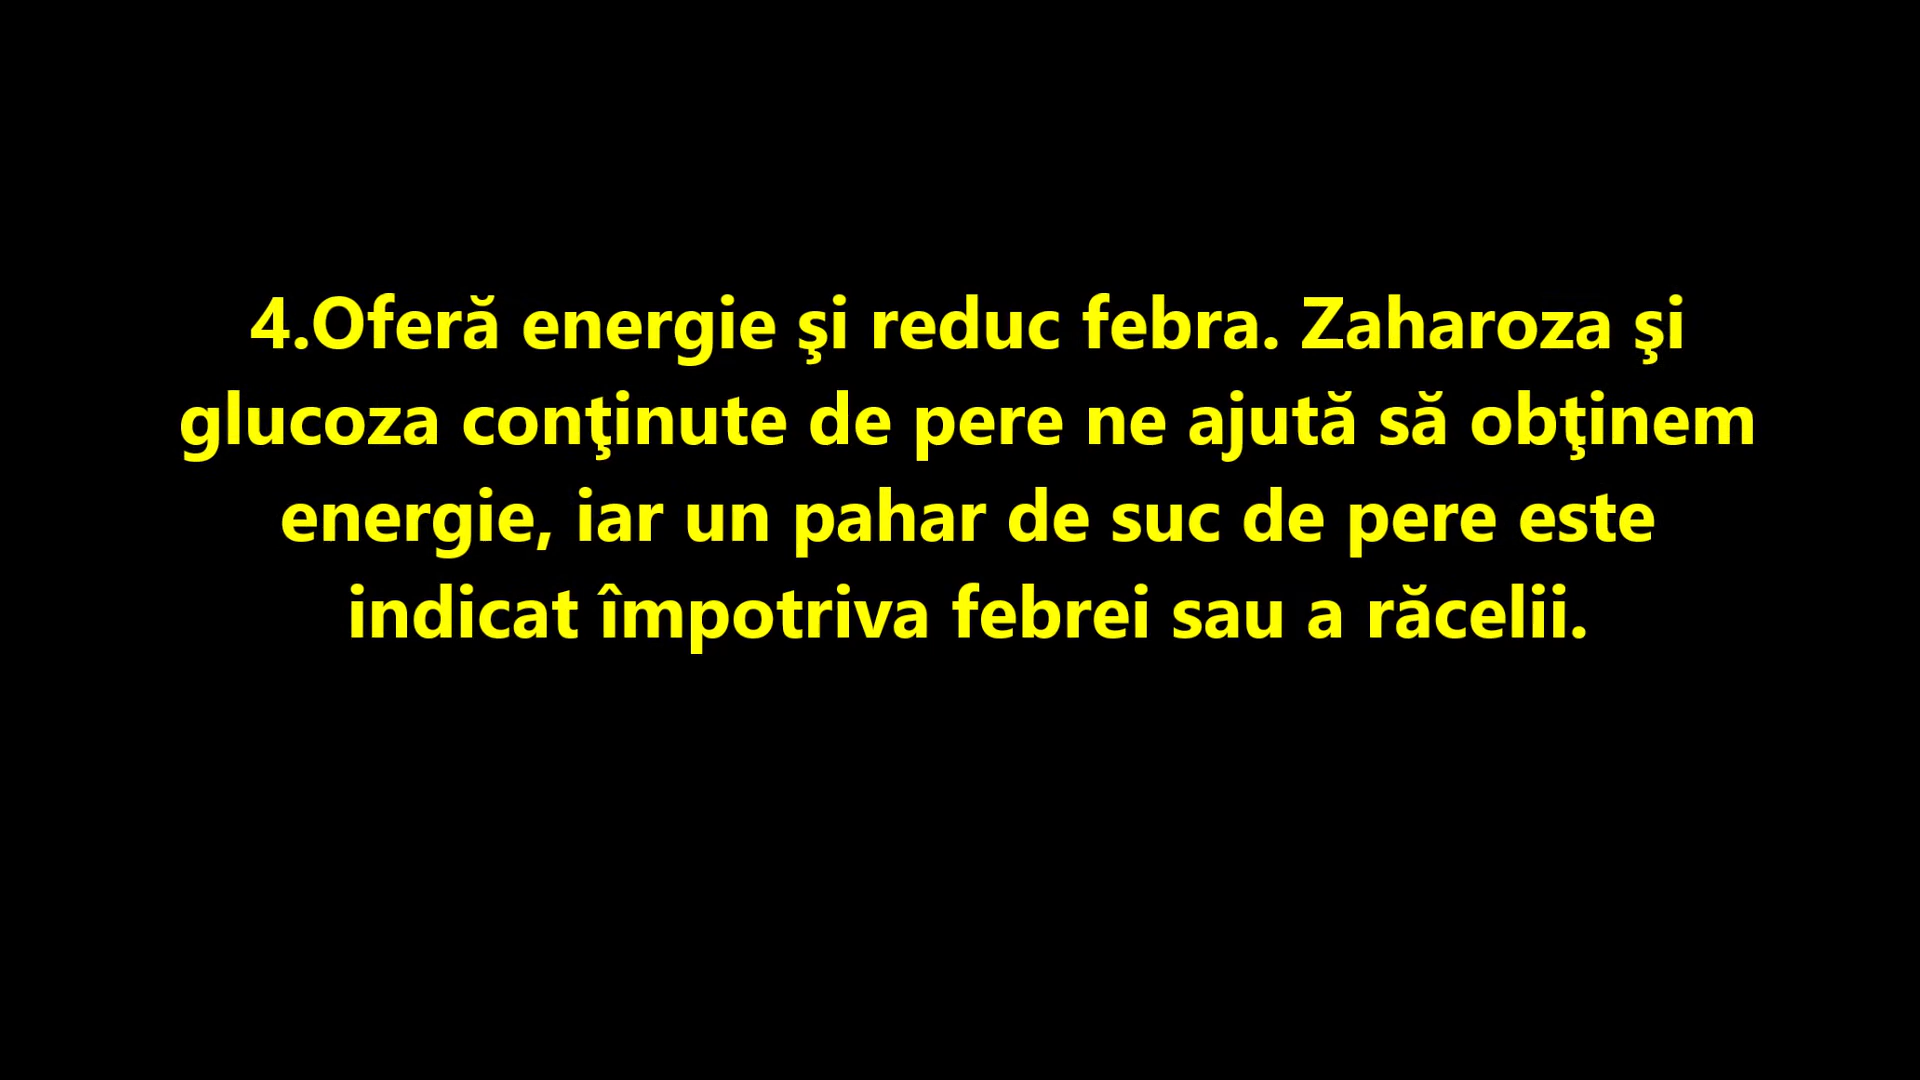 4.Oferă energie şi reduc febra. Zaharoza şi
glucoza conţinute de pere ne ajută să obţinem
energie, iar un pahar de suc de pere este
indicat împotriva febrei sau a răcelii.